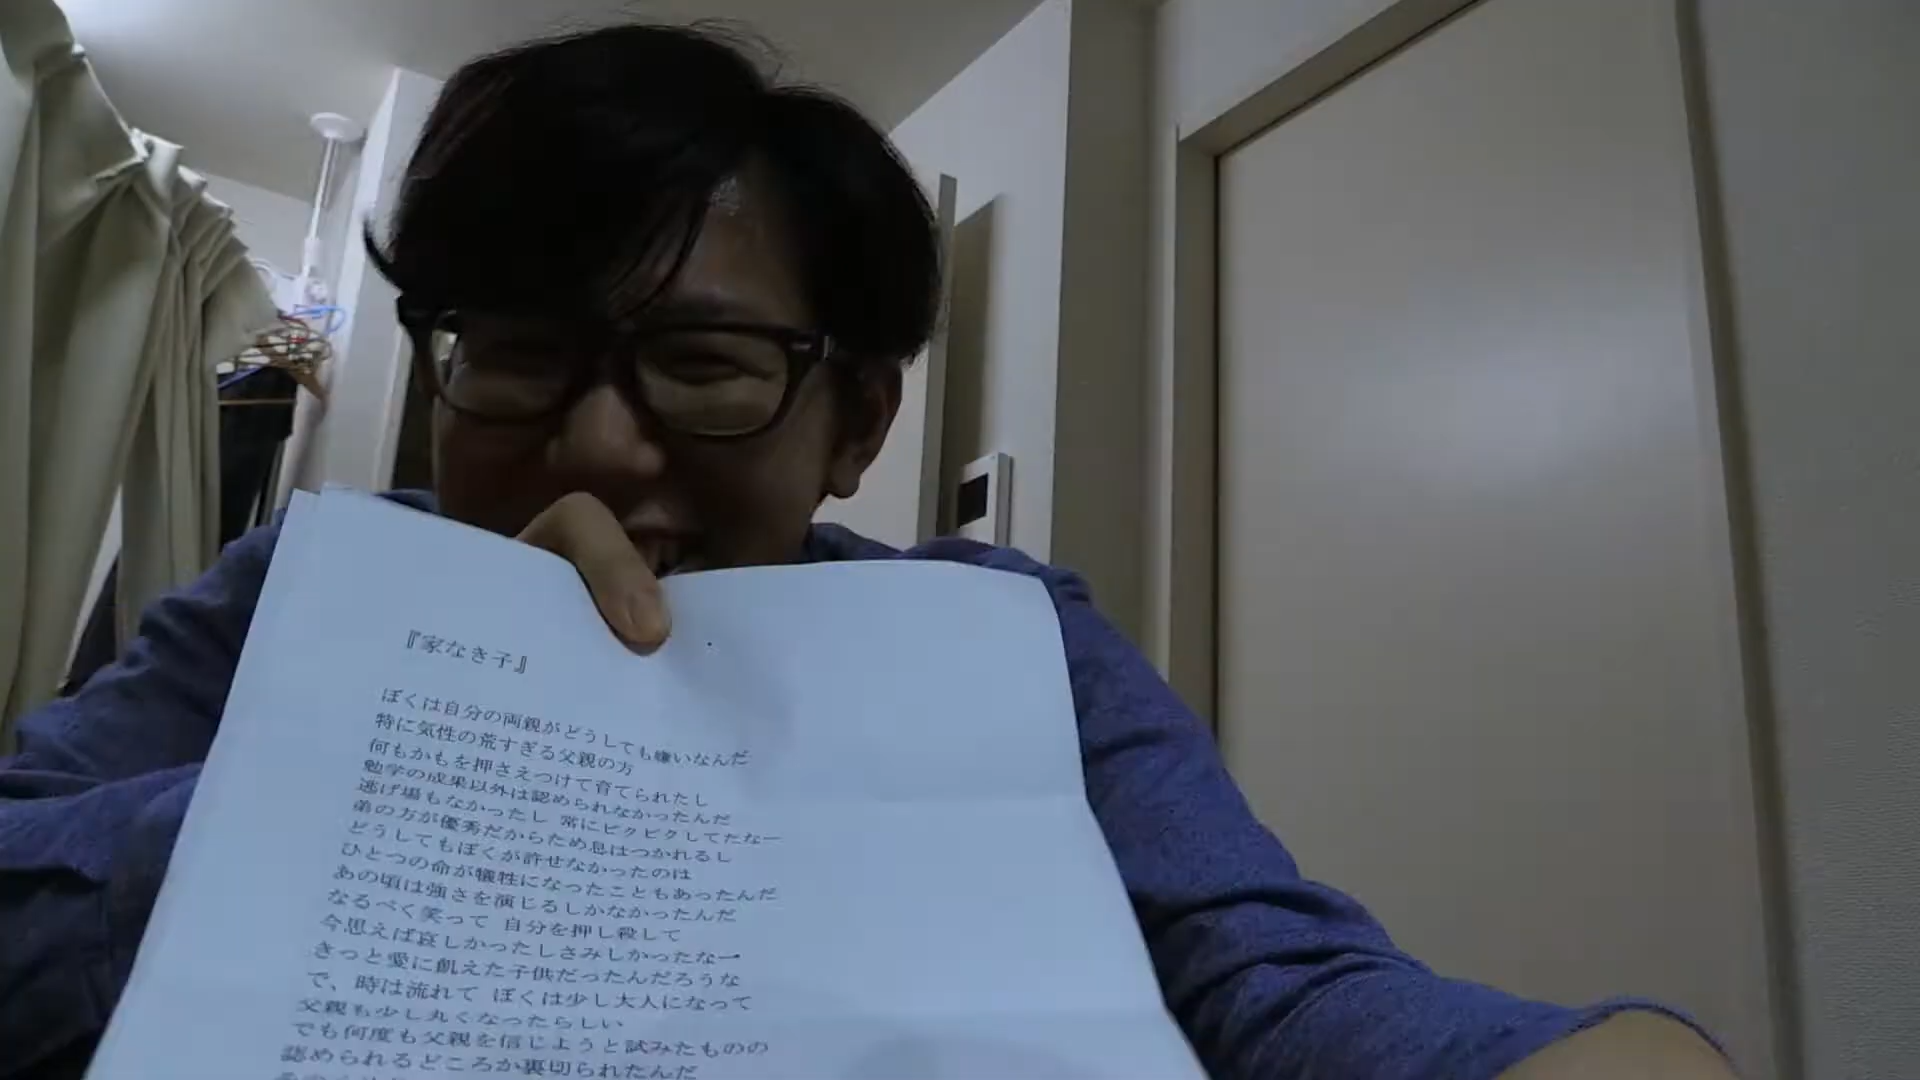 『家なき子』
ぼくは自分の両親がどうしても嫌いなんだ
特に気性の荒すぎる父親の方
何もかもを押さえつけて育てられたし
勉学の成果以外は認められなかったんだ
逃げ場もなかったし 常にビクビクしてたなー
弟の方が優秀だからため息はつかれるし
どうしてもぼくが許せなかったのは
ひとつの命が犠牲になったこともあったんだ
あの頃は強さを演じるしかなかったんだ
なるべく笑って 自分を押し殺して
今思えば哀しかったしさみしかったなー
きっと愛に飢えた子供だったんだろうな
で、時は流れて ぼくは少し大人になって
父親も少し丸くなったらしい
でも何度も父親を信じようと試みたものの
認められるどころか裏切られたんだ